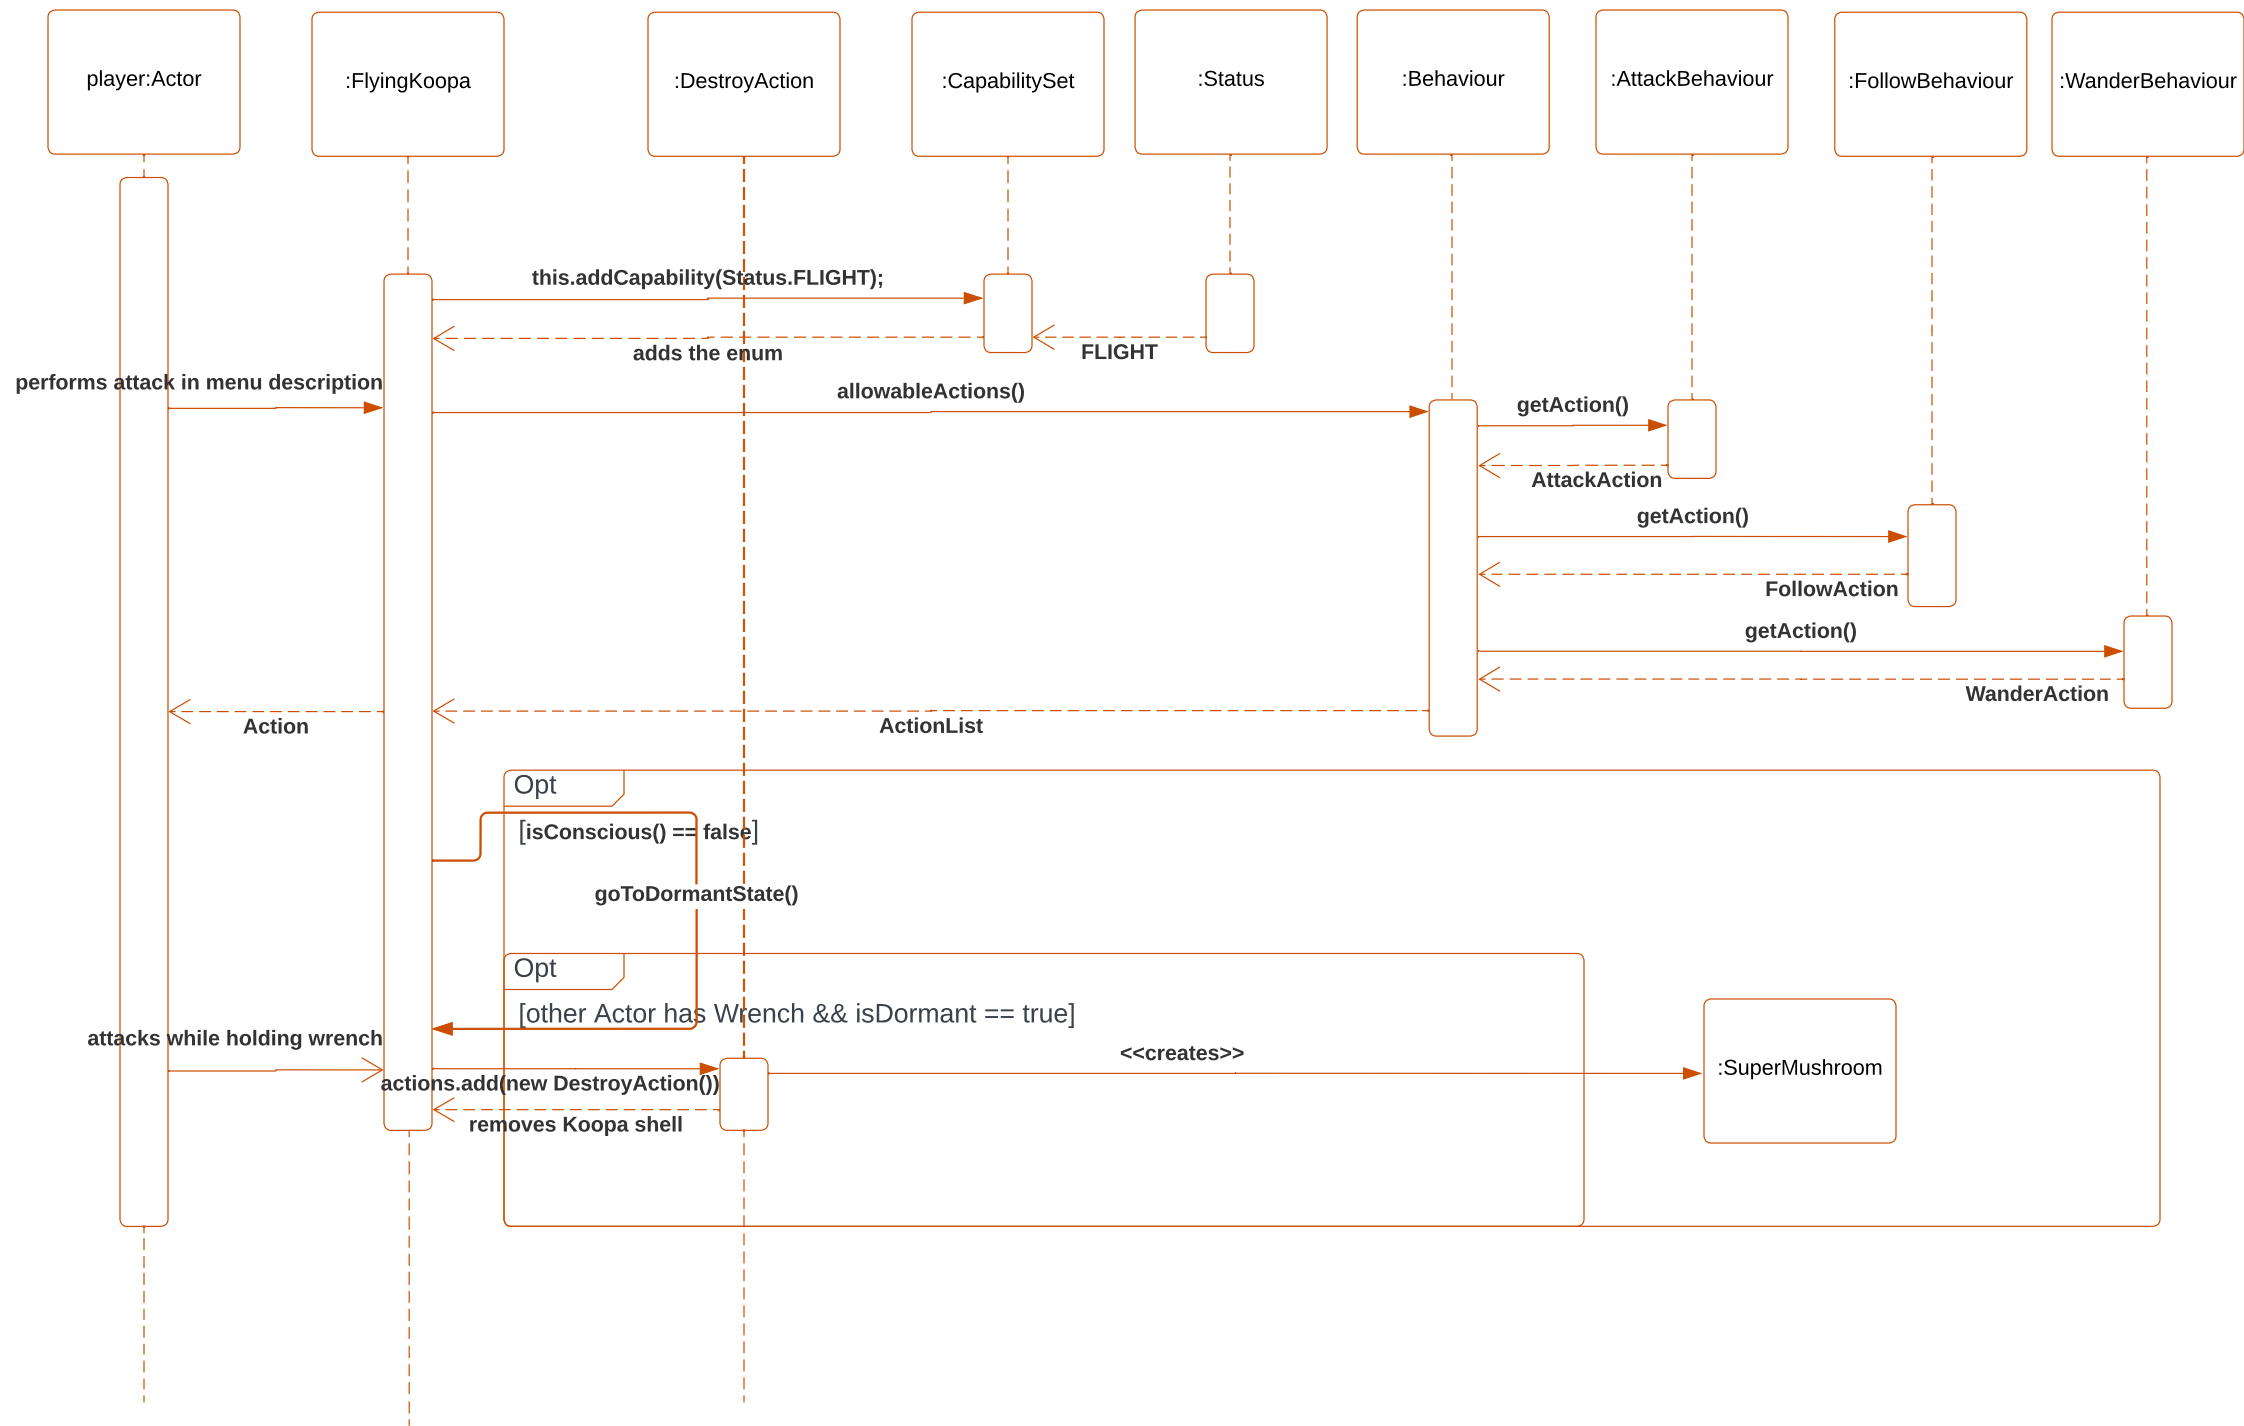 player:Actor
:FlyingKoopa
:DestroyAction
:CapabilitySet
:Status
:Behaviour
:AttackBehaviour
:FollowBehaviour
:WanderBehaviour
this.addCapability(Status.FLIGHT);
adds the enum
FLIGHT
performs attack in menu description
allowableActions()
getAction()
AttackAction
getAction()
FollowAction
getAction()
WanderAction
Action
ActionList
Opt
[isConscious() == false]
goToDormantState()
Opt
[other Actor has Wrench && isDormant == true]
attacks while holding wrench
<<creates>>
:SuperMushroom
actions.add(new DestroyAction())
removes Koopa shell